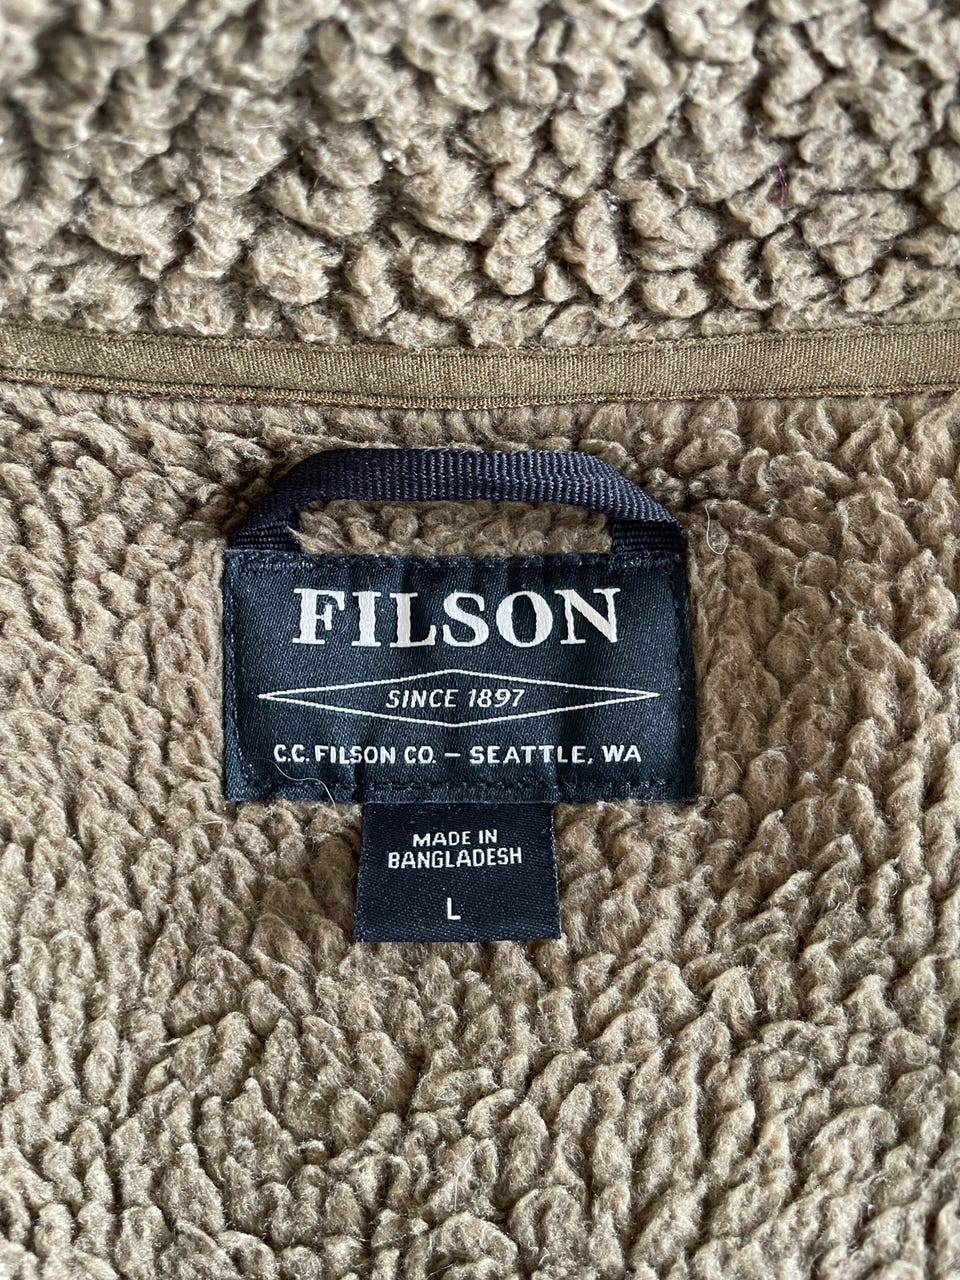 FILSON
SINCE 1897
C.C. FILSON CO. – SEATTLE, WA
MADE IN
BANGLADESH
L